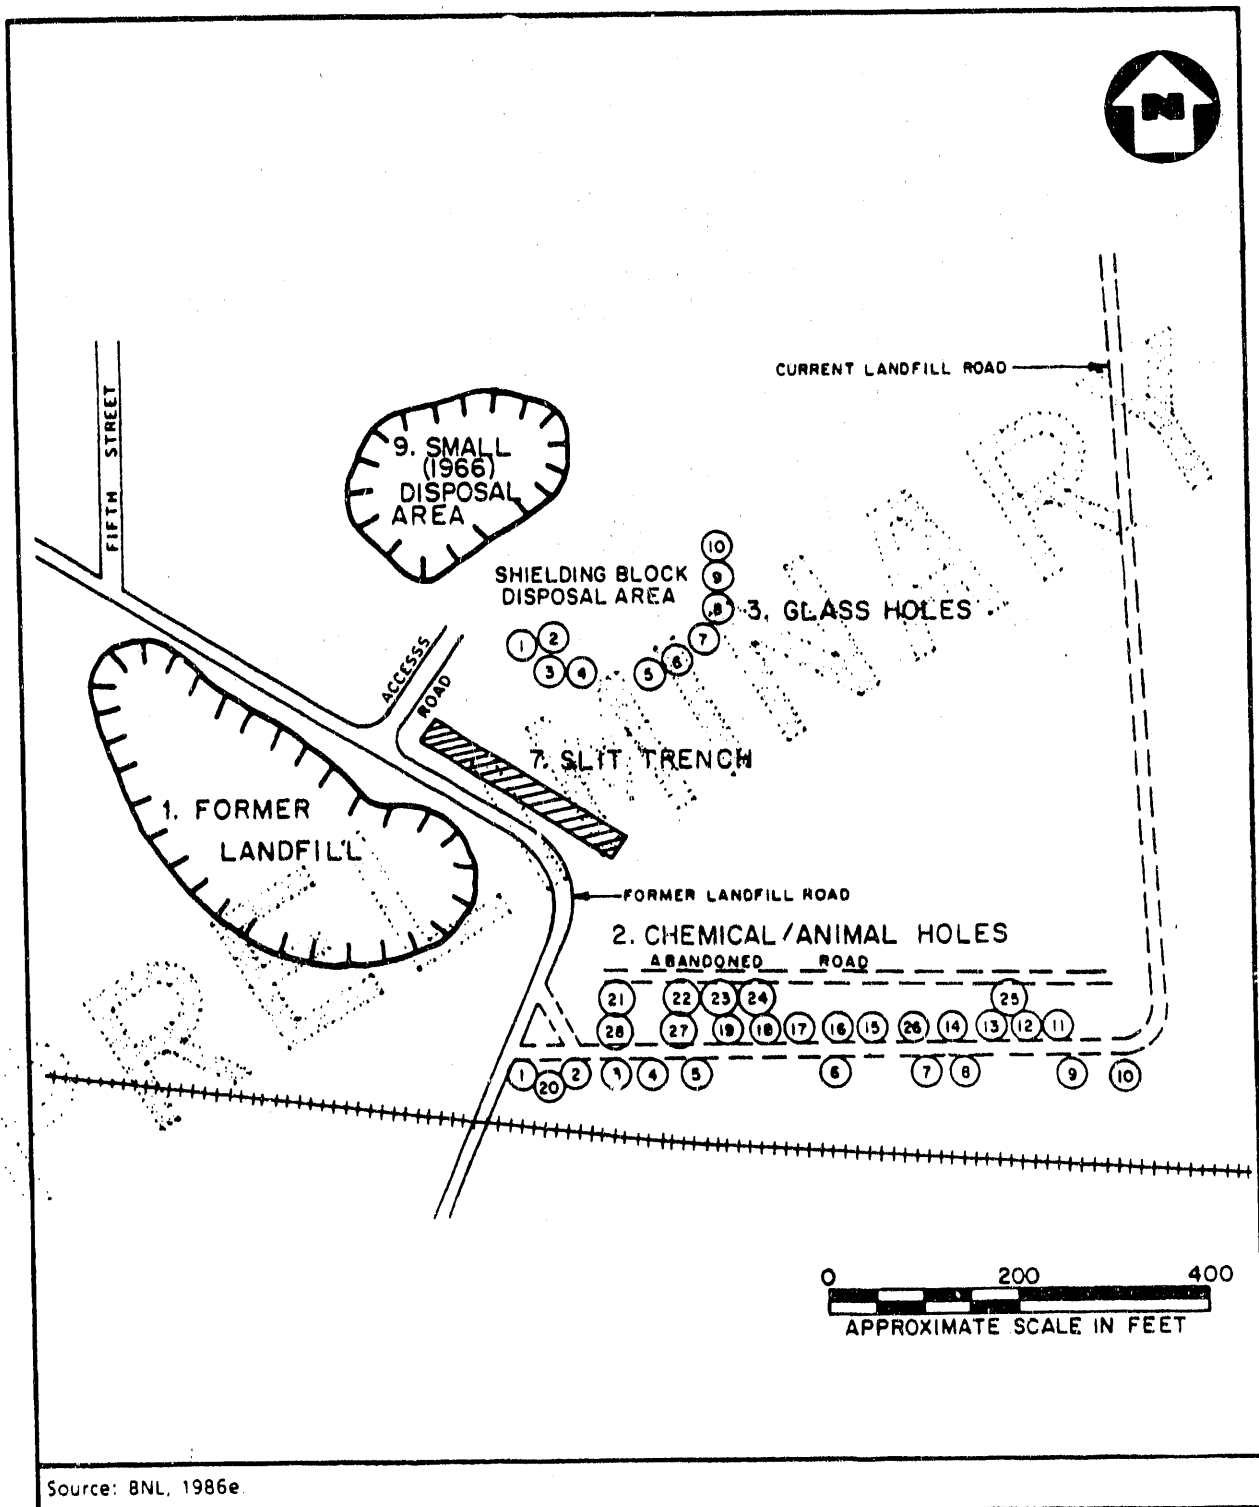 N
CURRENT LANDFILL ROAD
FIFTH STREET
9. SMALL
(1966)
DISPOSAL
AREA
10
9
8
7
6
5
SHIELDING BLOCK
DISPOSAL AREA
3. GLASS HOLES
1
2
3
4
ACCESSS
ROAD
7. SLIT TRENCH
1. FORMER
LANDFILL
FORMER LANDFILL ROAD
2. CHEMICAL/ANIMAL HOLES
ABANDONED ROAD
21 22 23 24 25
28 27 19 18 17 16 15 26 14 13 12 11
1 20 2 3 4 5 6 7 8 9 10
PRELIMINARY
0 200 400
APPROXIMATE SCALE IN FEET
Source: BNL, 1986e.